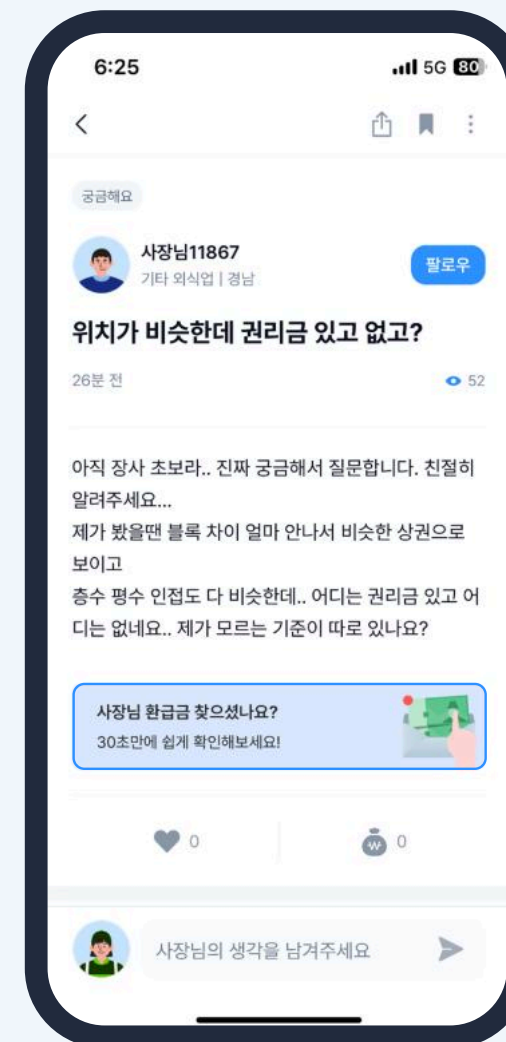 6:25
5G 80
궁금해요
사장님11867
기타 외식업 | 경남
팔로우
위치가 비슷한데 권리금 있고 없고?
26분 전
52
아직 장사 초보라.. 진짜 궁금해서 질문합니다. 친절히
알려주세요...
제가 봤을땐 블록 차이 얼마 안나서 비슷한 상권으로
보이고
층수 평수 인접도 다 비슷한데.. 어디는 권리금 있고 어
디는 없네요.. 제가 모르는 기준이 따로 있나요?
사장님 환급금 찾으셨나요?
30초만에 쉽게 확인해보세요!
0
₩ 0
사장님의 생각을 남겨주세요